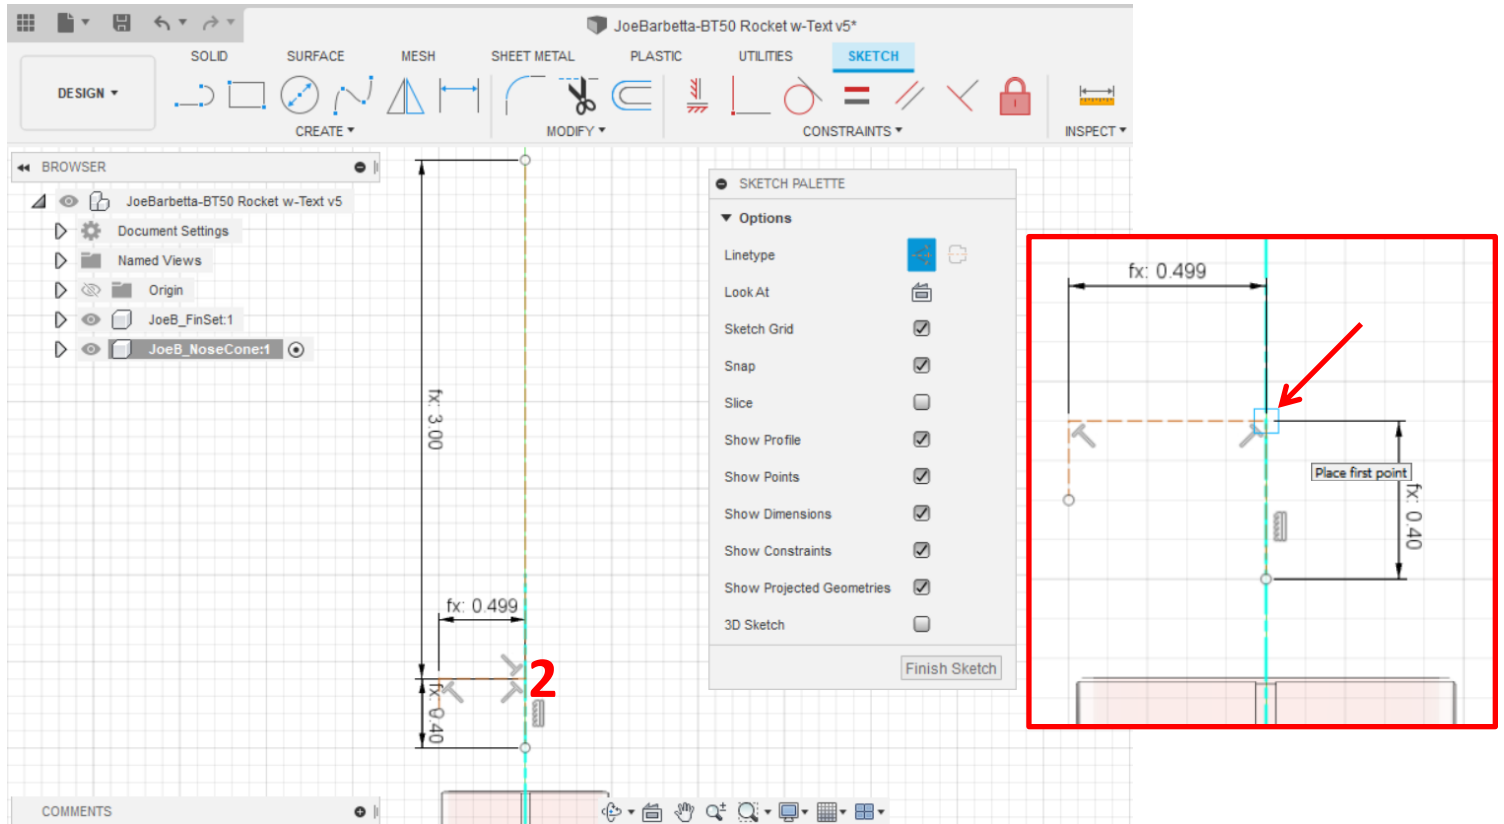 JoeBarbetta-BT50 Rocket w-Text v5*
SOLID SURFACE MESH SHEET METAL PLASTIC UTILITIES SKETCH
DESIGN
CREATE MODIFY CONSTRAINTS INSPECT
BROWSER
JoeBarbetta-BT50 Rocket w-Text v5
Document Settings
Named Views
Origin
JoeB_FinSet:1
JoeB_NoseCone:1
fx: 3.00
fx: 0.499
fx: 0.40
2
SKETCH PALETTE
Options
Linetype
Look At
Sketch Grid
Snap
Slice
Show Profile
Show Points
Show Dimensions
Show Constraints
Show Projected Geometries
3D Sketch
Finish Sketch
fx: 0.499
Place first point
fx: 0.40
COMMENTS